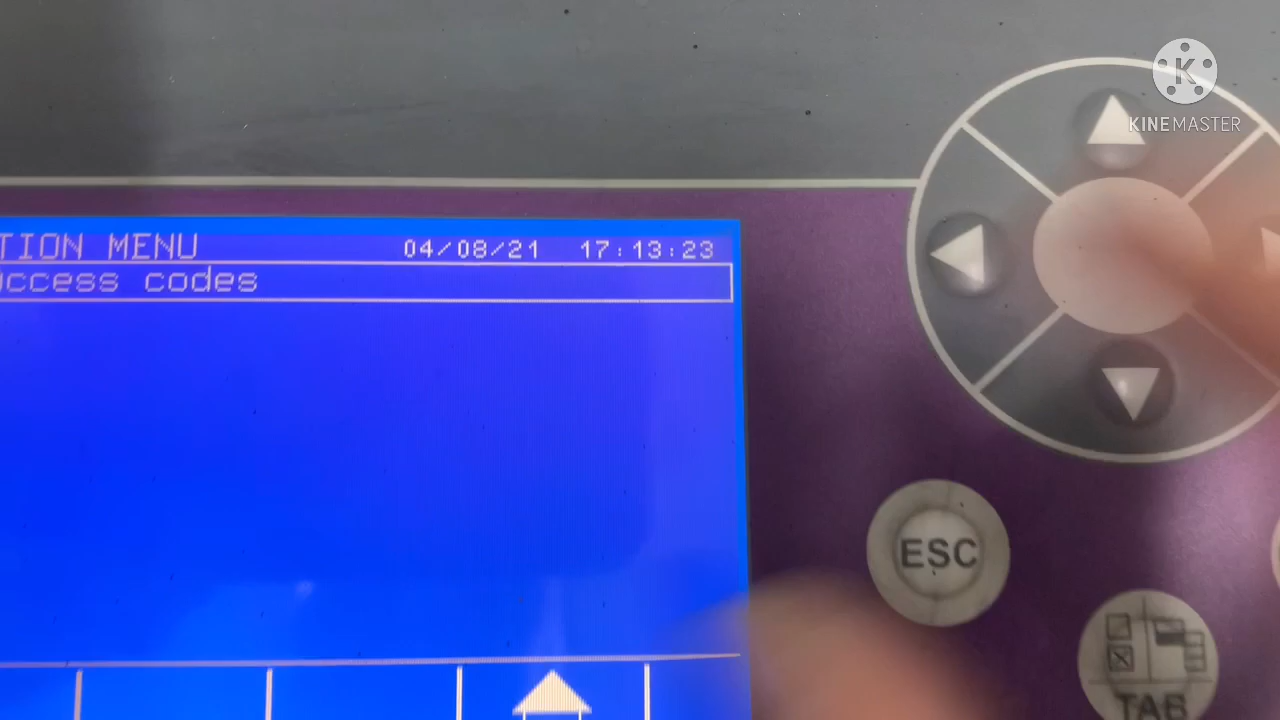 K
KINEMASTER
TION MENU 04/08/21 17:13:23
ccess codes
ESC
TAB